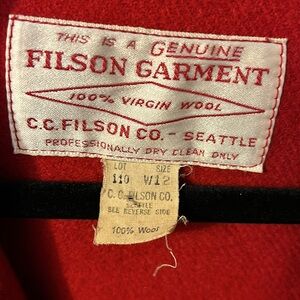 THIS IS A GENUINE
FILSON GARMENT
100% VIRGIN WOOL
C.C. FILSON CO. - SEATTLE
PROFESSIONALLY DRY CLEAN ONLY
LOT SIZE
110 W/12
C. C. FILSON CO.
SEATTLE
SEE REVERSE SIDE
100% Wool